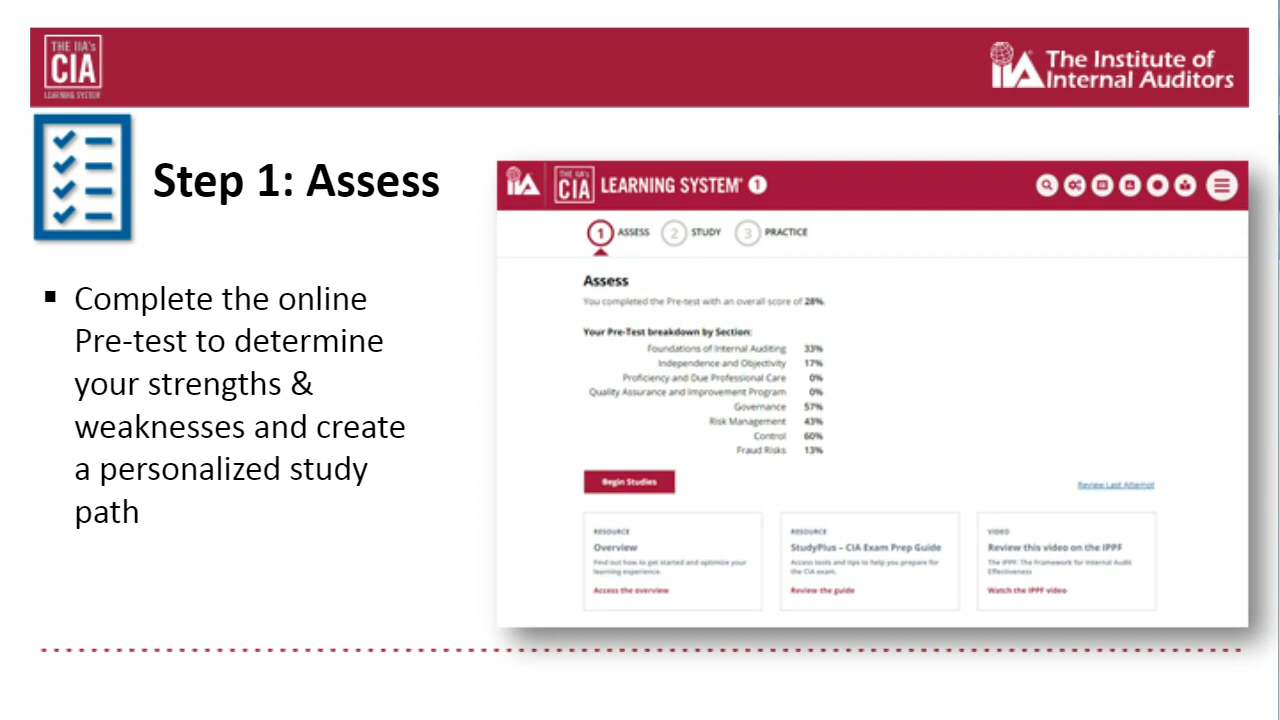 THE IIA's
CIA
LEARNING SYSTEM
IIA The Institute of
Internal Auditors
Step 1: Assess
▪ Complete the online
Pre-test to determine
your strengths &
weaknesses and create
a personalized study
path
IIA THE IIA's CIA LEARNING SYSTEM® 1
1 ASSESS 2 STUDY 3 PRACTICE
Assess
You completed the Pre-test with an overall score of 28%.
Your Pre-Test breakdown by Section:
Foundations of Internal Auditing 33%
Independence and Objectivity 17%
Proficiency and Due Professional Care 0%
Quality Assurance and Improvement Program 0%
Governance 57%
Risk Management 43%
Control 60%
Fraud Risks 13%
Begin Studies
Review Last Attempt
RESOURCE
Overview
Find out how to get started and optimize your
learning experience.
Access the overview
RESOURCE
StudyPlus – CIA Exam Prep Guide
Access tools and tips to help you prepare for
the CIA exam.
Review the guide
VIDEO
Review this video on the IPPF
The IPPF: The Framework for Internal Audit
Effectiveness
Watch the IPPF video